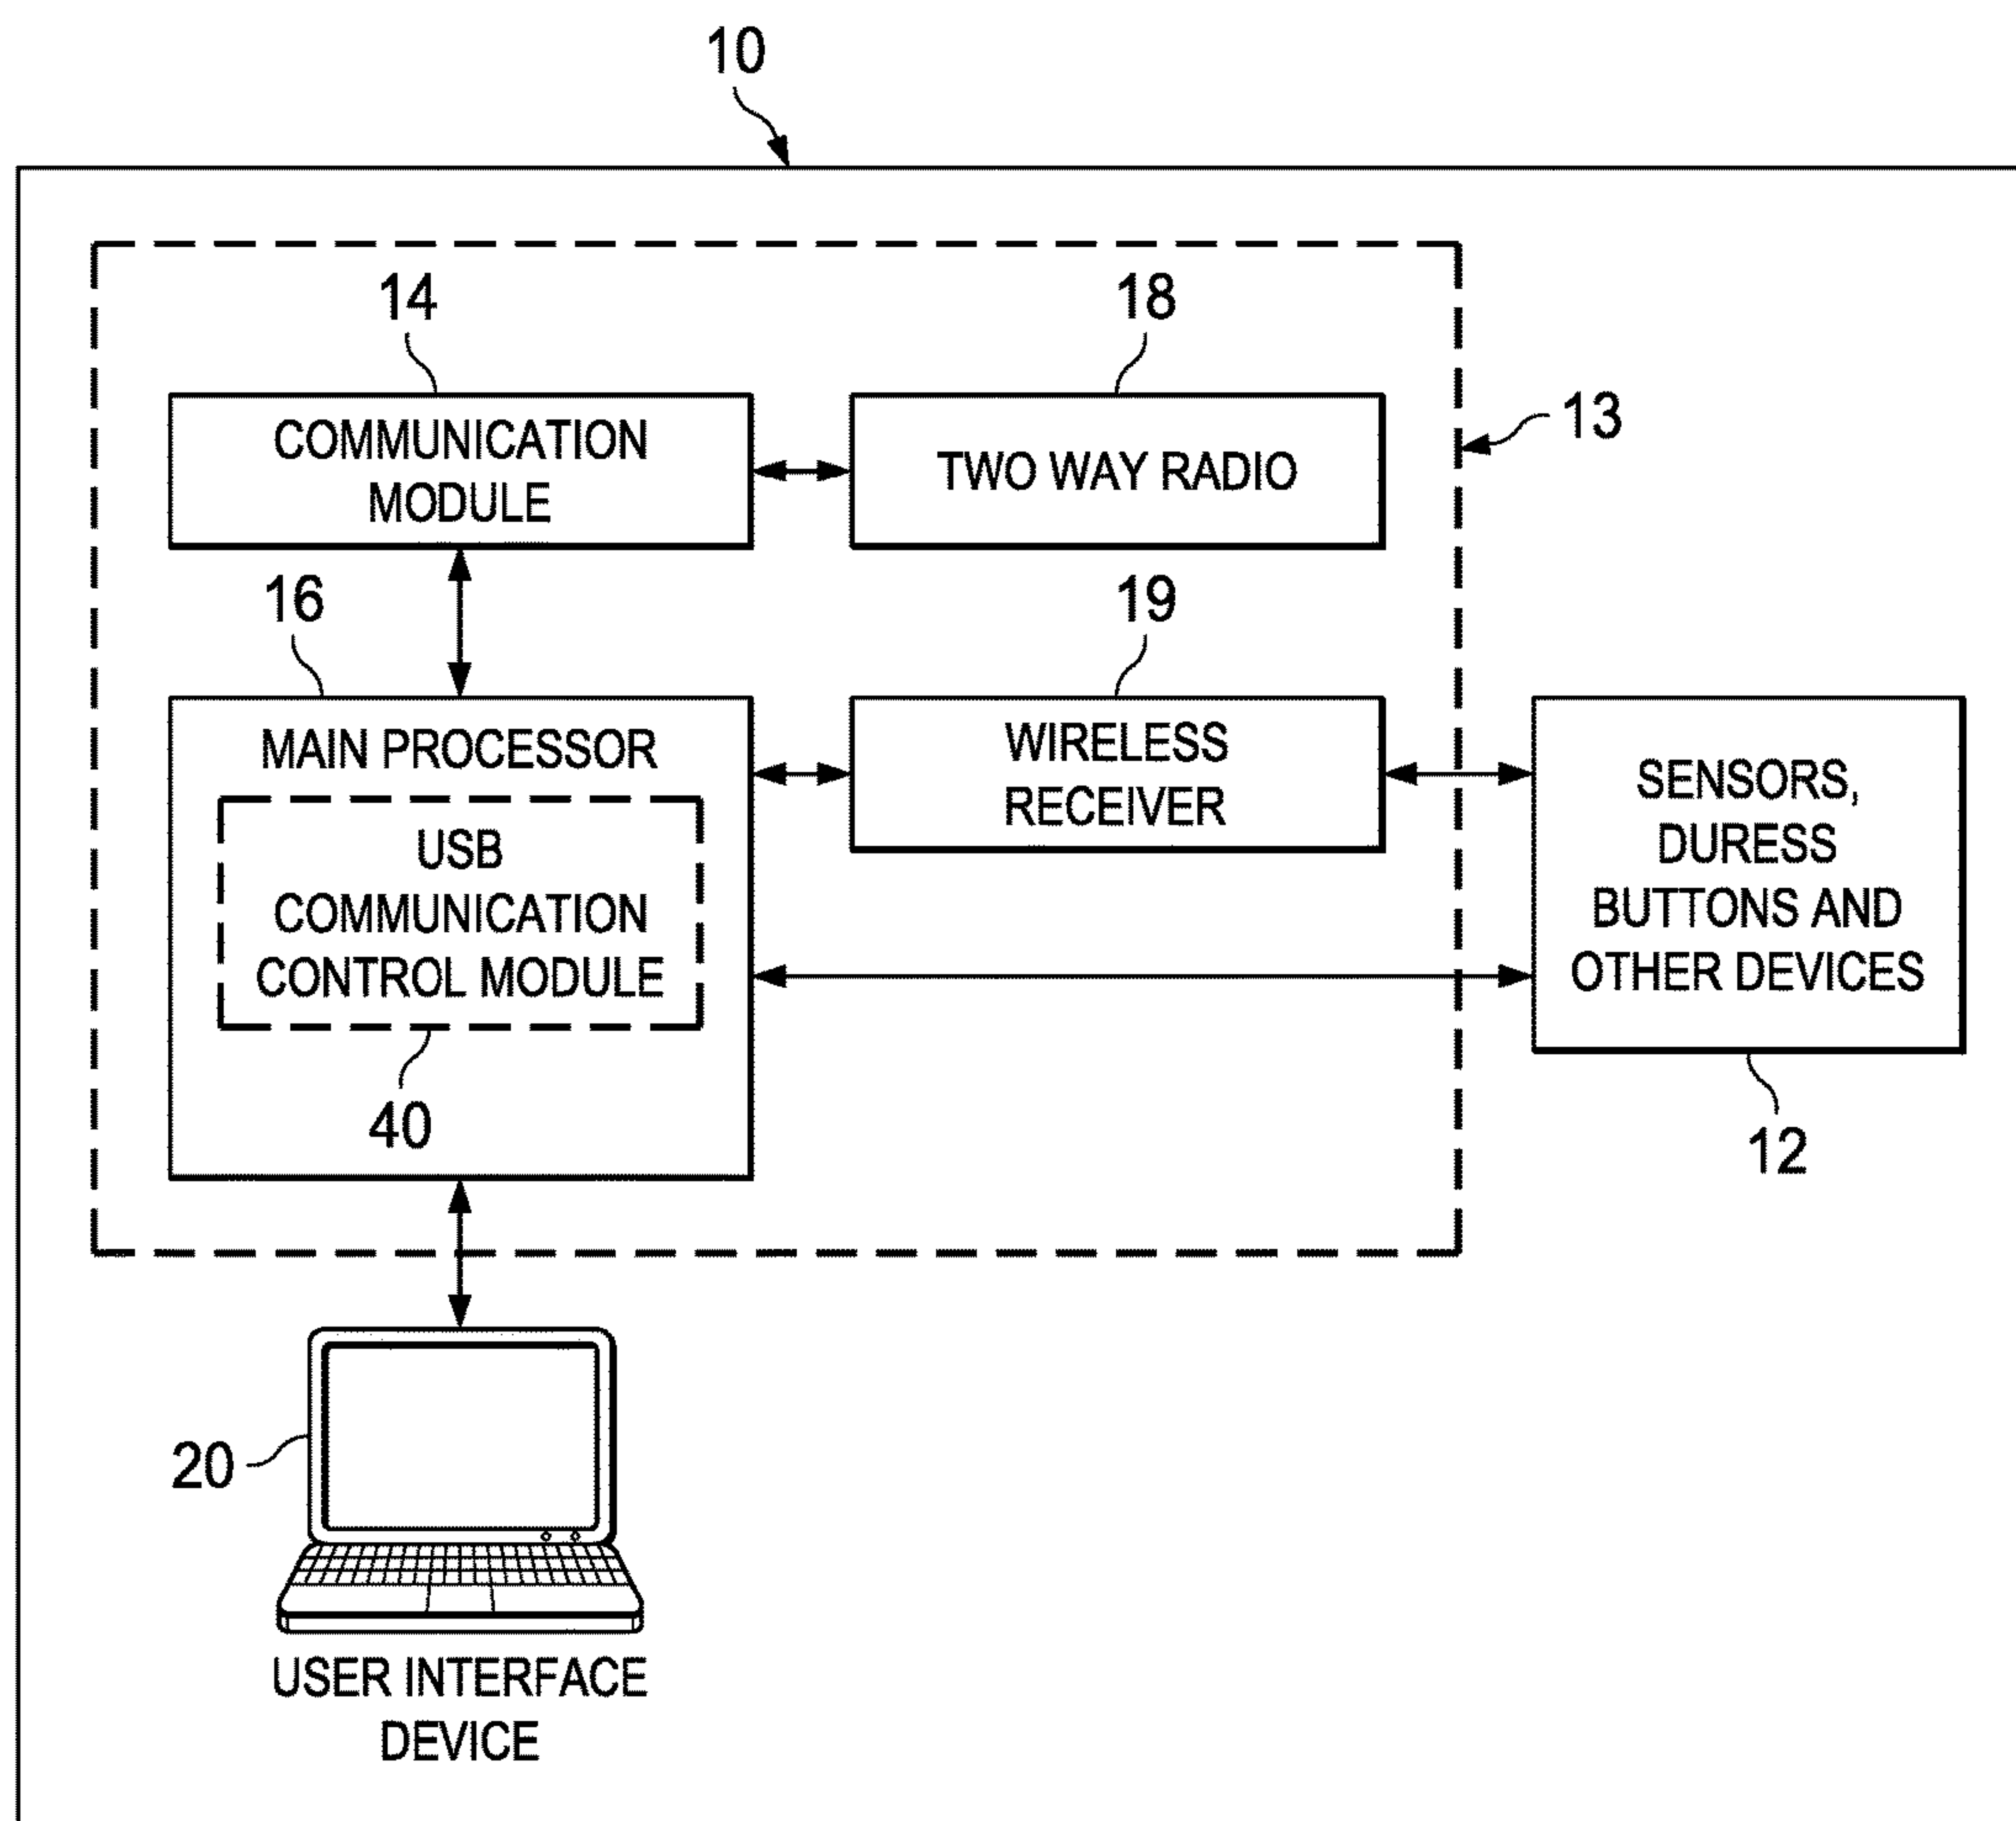 10
14
18
13
COMMUNICATION
MODULE
TWO WAY RADIO
16
19
MAIN PROCESSOR
USB
COMMUNICATION
CONTROL MODULE
40
WIRELESS
RECEIVER
SENSORS,
DURESS
BUTTONS AND
OTHER DEVICES
12
20
USER INTERFACE
DEVICE